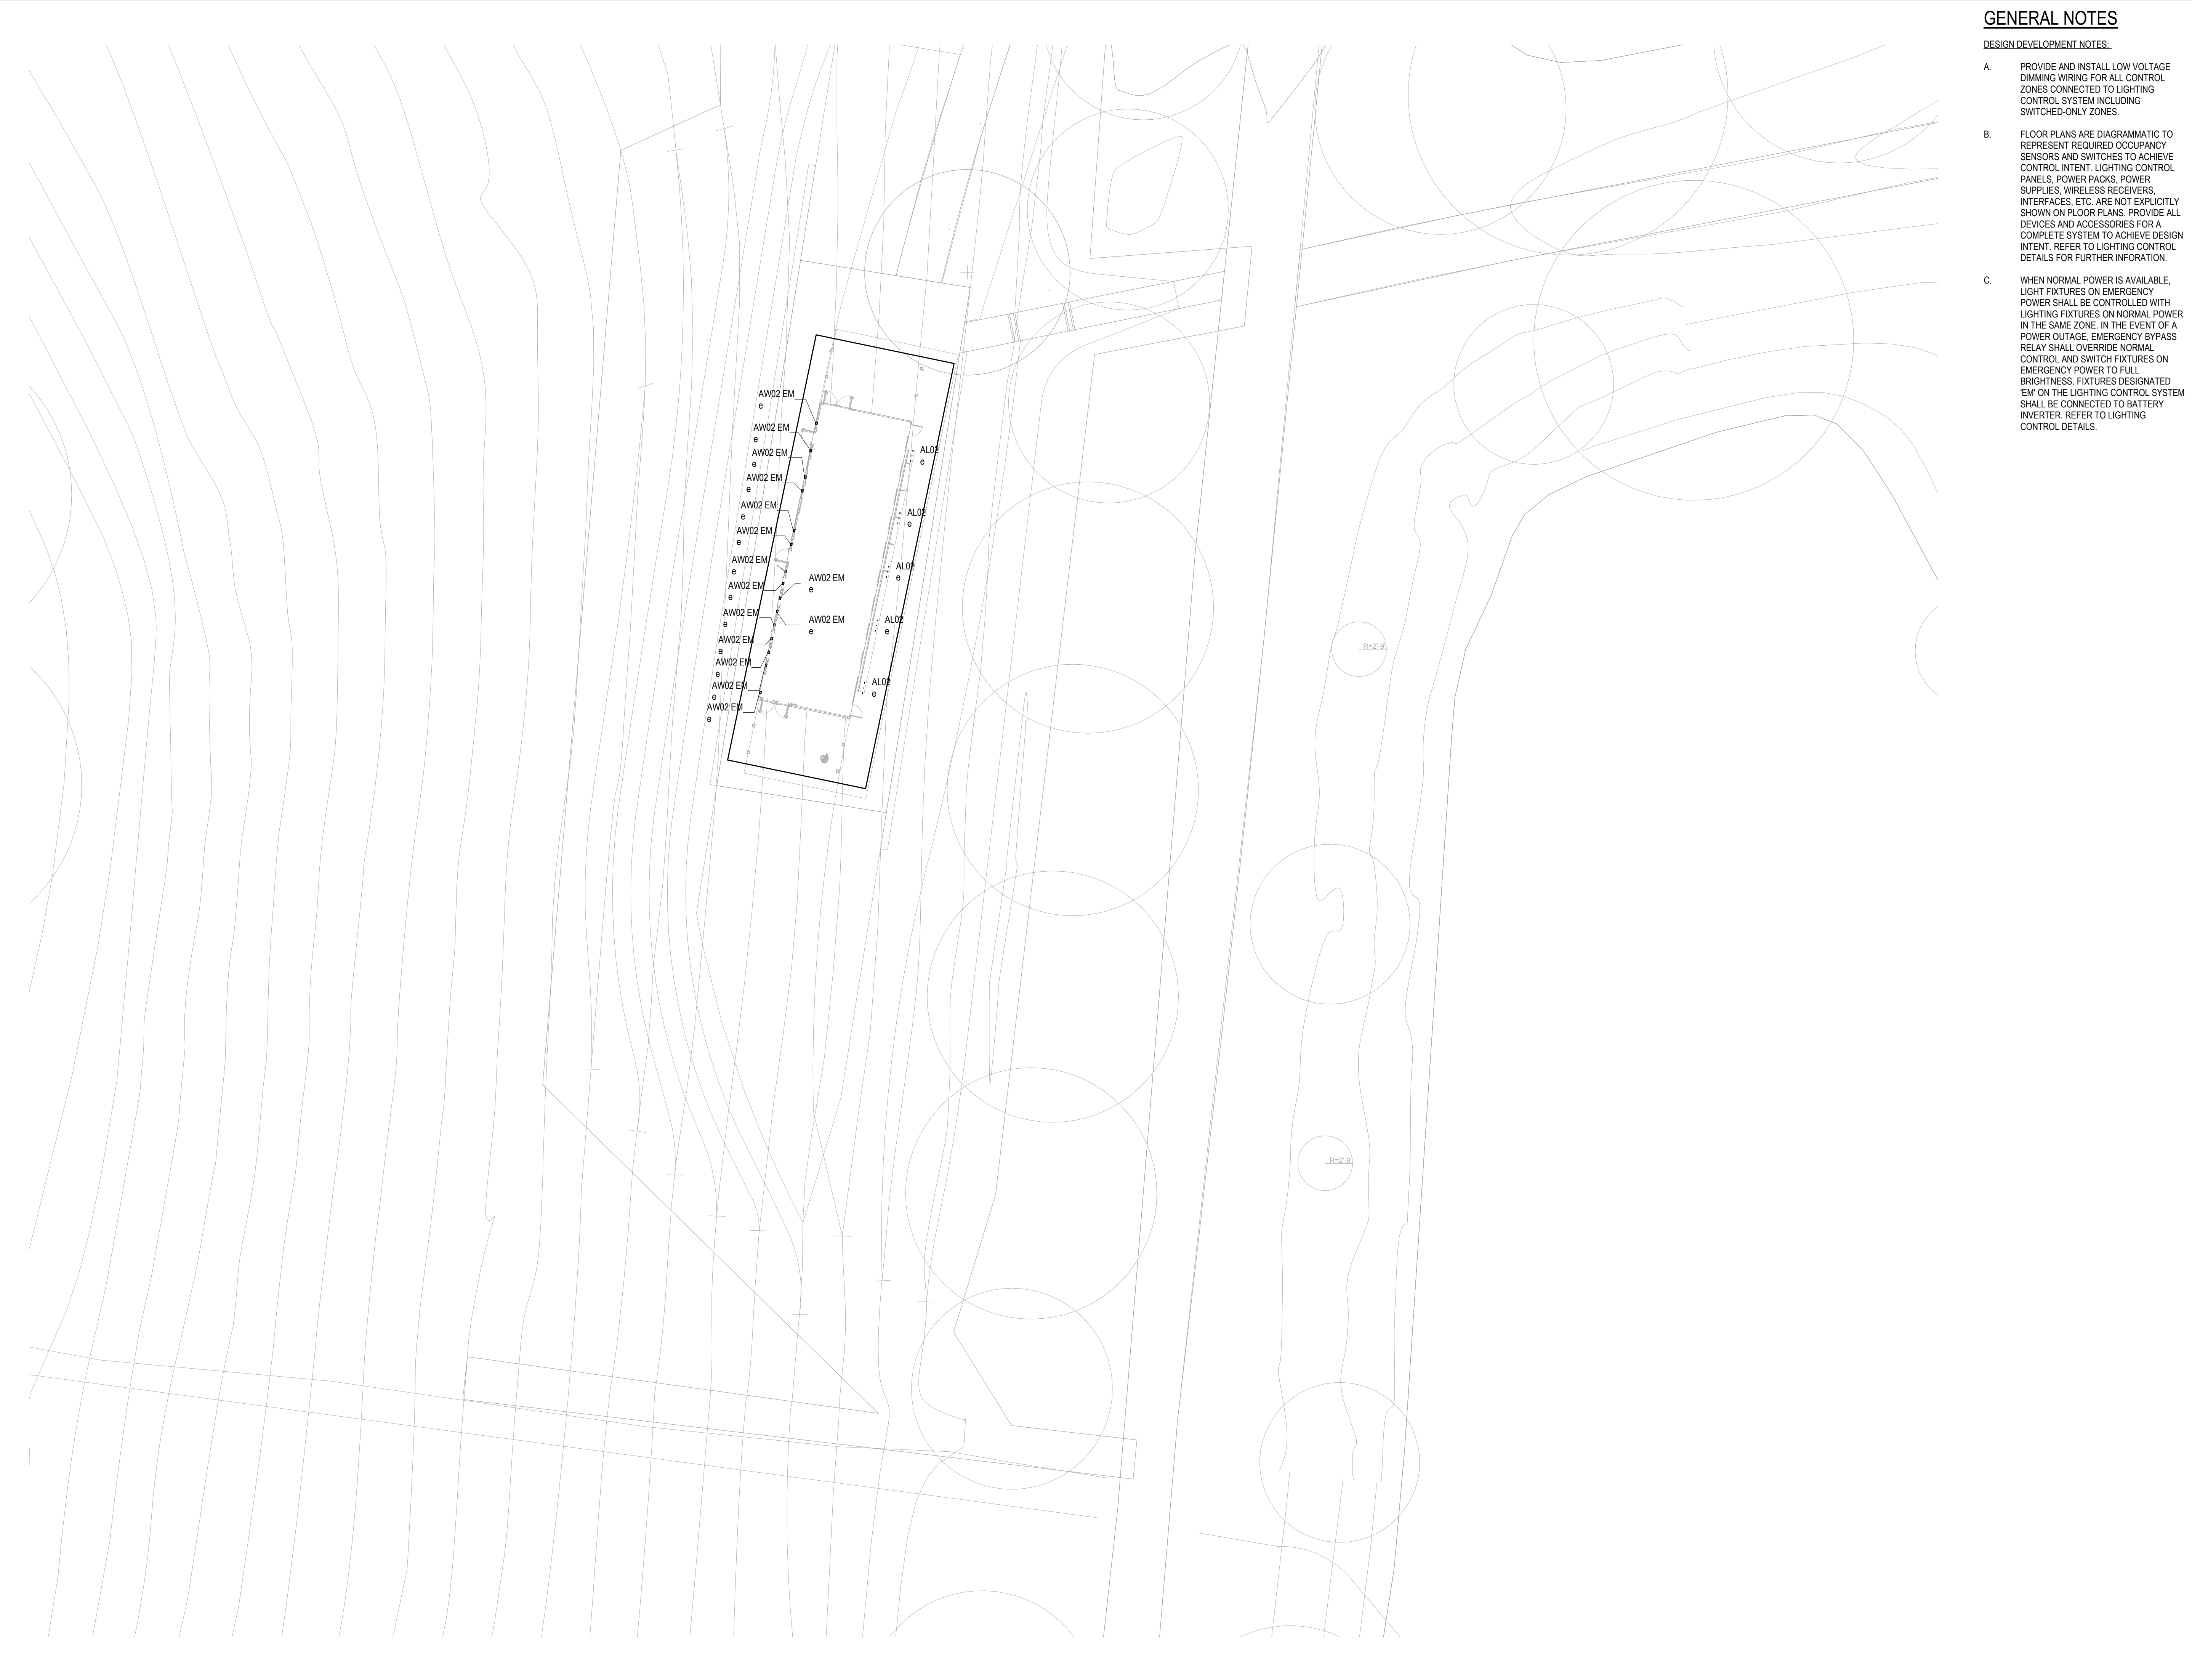 GENERAL NOTES
DESIGN DEVELOPMENT NOTES:
A. PROVIDE AND INSTALL LOW VOLTAGE
DIMMING WIRING FOR ALL CONTROL
ZONES CONNECTED TO LIGHTING
CONTROL SYSTEM INCLUDING
SWITCHED-ONLY ZONES.
B. FLOOR PLANS ARE DIAGRAMMATIC TO
REPRESENT REQUIRED OCCUPANCY
SENSORS AND SWITCHES TO ACHIEVE
CONTROL INTENT. LIGHTING CONTROL
PANELS, POWER PACKS, POWER
SUPPLIES, WIRELESS RECEIVERS,
INTERFACES, ETC. ARE NOT EXPLICITLY
SHOWN ON PLOOR PLANS. PROVIDE ALL
DEVICES AND ACCESSORIES FOR A
COMPLETE SYSTEM TO ACHIEVE DESIGN
INTENT. REFER TO LIGHTING CONTROL
DETAILS FOR FURTHER INFORATION.
C. WHEN NORMAL POWER IS AVAILABLE,
LIGHT FIXTURES ON EMERGENCY
POWER SHALL BE CONTROLLED WITH
LIGHTING FIXTURES ON NORMAL POWER
IN THE SAME ZONE. IN THE EVENT OF A
POWER OUTAGE, EMERGENCY BYPASS
RELAY SHALL OVERRIDE NORMAL
CONTROL AND SWITCH FIXTURES ON
EMERGENCY POWER TO FULL
BRIGHTNESS. FIXTURES DESIGNATED
'EM' ON THE LIGHTING CONTROL SYSTEM
SHALL BE CONNECTED TO BATTERY
INVERTER. REFER TO LIGHTING
CONTROL DETAILS.
AW02 EM
e
AW02 EM
e
AW02 EM
e
AW02 EM
e
AW02 EM
e
AW02 EM
e
AW02 EM
e
AW02 EM
e
AW02 EM
e
AW02 EM
e
AW02 EM
e
AW02 EM
e
AW02 EM
e
AW02 EM
e
AW02 EM
e
AL02
e
AL02
e
AL02
e
AL02
e
AL02
e
R=2'-9"
R=2'-9"